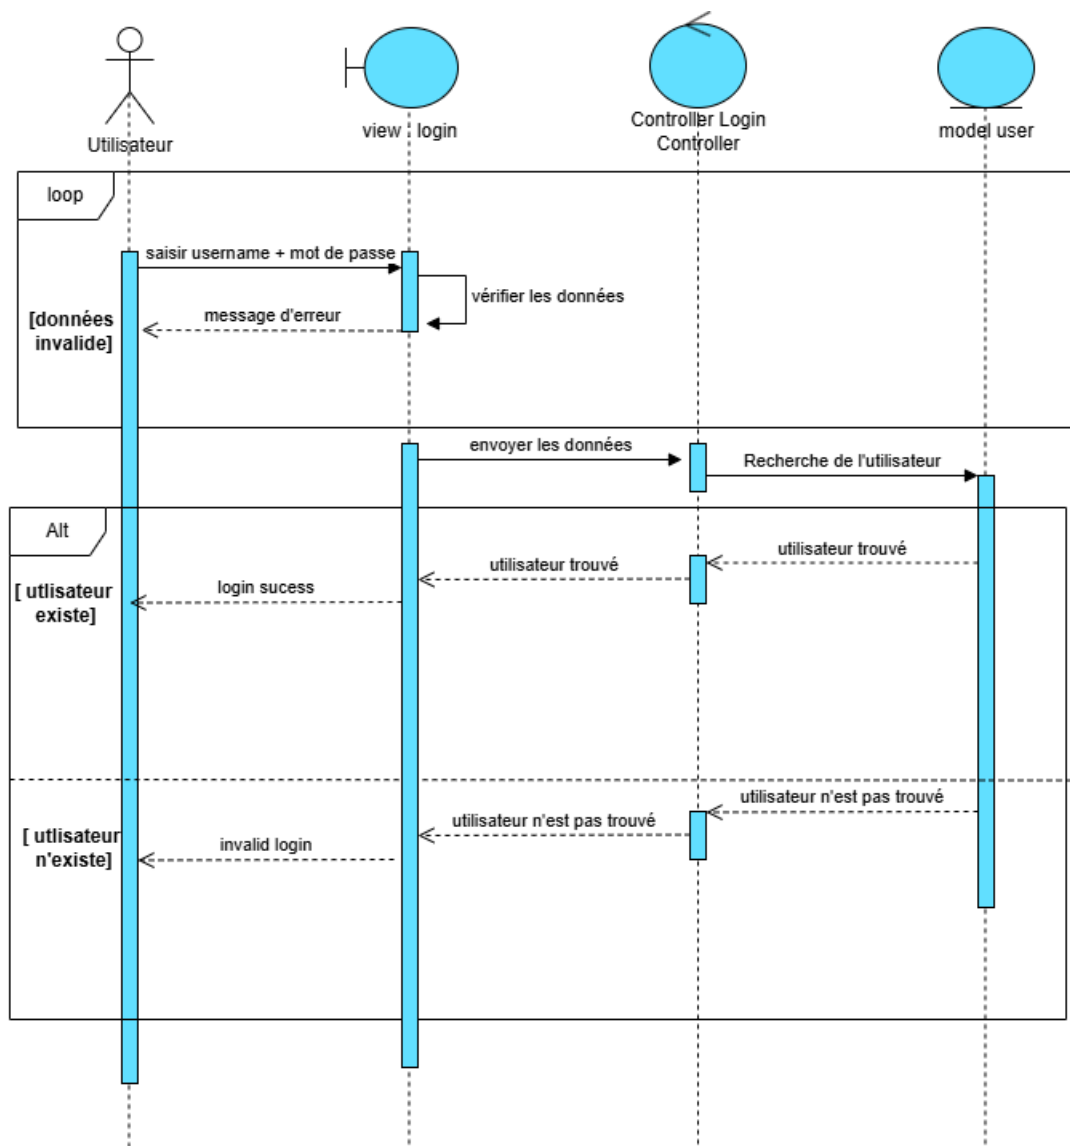 Utilisateur
view : login
Controller Login
Controller
model user
loop
saisir username + mot de passe
vérifier les données
message d'erreur
[données
invalide]
envoyer les données
Recherche de l'utilisateur
Alt
utilisateur trouvé
utilisateur trouvé
login sucess
[ utlisateur
existe]
utilisateur n'est pas trouvé
utilisateur n'est pas trouvé
invalid login
[ utlisateur
n'existe]